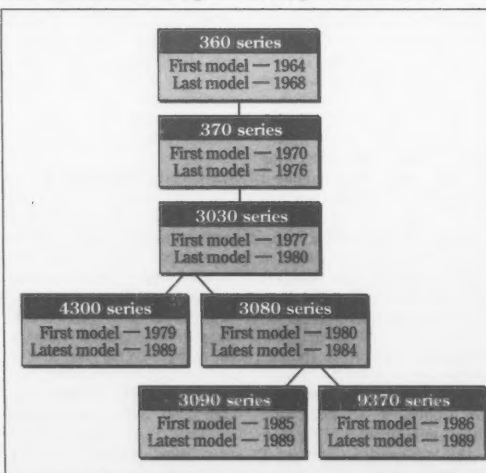 360 series
First model — 1964
Last model — 1968
370 series
First model — 1970
Last model — 1976
3030 series
First model — 1977
Last model — 1980
4300 series
First model — 1979
Latest model — 1989
3080 series
First model — 1980
Latest model — 1984
3090 series
First model — 1985
Latest model — 1989
9370 series
First model — 1986
Latest model — 1989